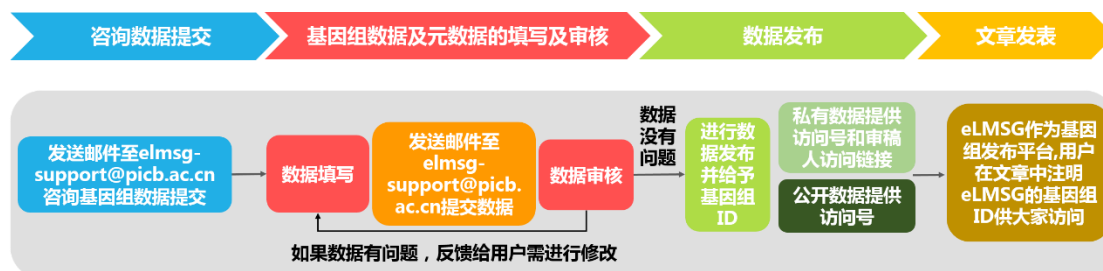 咨询数据提交
基因组数据及元数据的填写及审核
数据发布
文章发表
发送邮件至elmsg-
support@picb.ac.cn
咨询基因组数据提交
数据填写
发送邮件至
elmsg-
support@picb.
ac.cn提交数据
数据审核
如果数据有问题，反馈给用户需进行修改
数据
没有
问题
进行数
据发布
并给予
基因组
ID
私有数据提供
访问号和审稿
人访问链接
公开数据提供
访问号
eLMSG作为基因
组发布平台,用户
在文章中注明
eLMSG的基因组
ID供大家访问